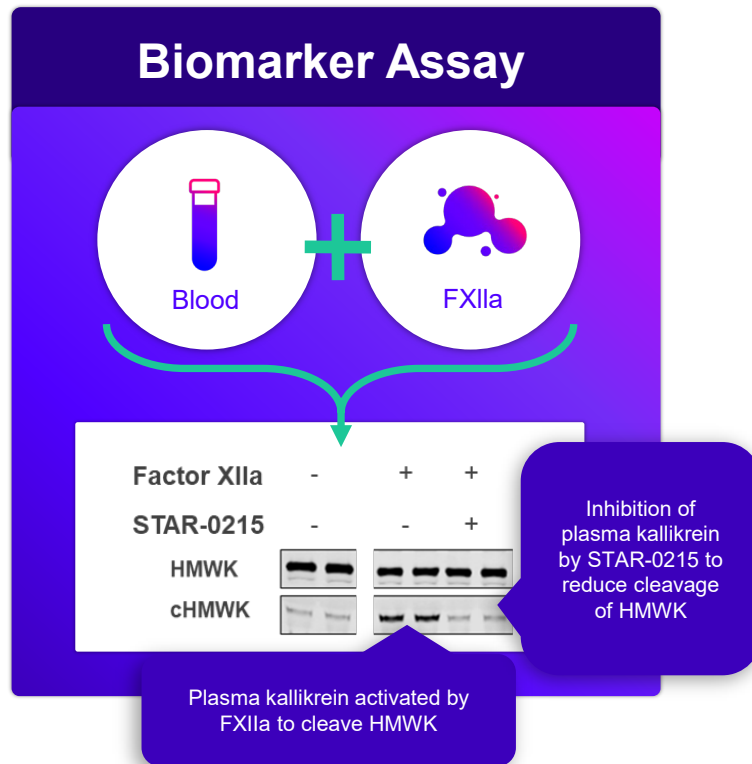 Biomarker Assay
Blood
FXIIa
Factor XIIa - + +
STAR-0215 - - +
HMWK
cHMWK
Inhibition of
plasma kallikrein
by STAR-0215 to
reduce cleavage
of HMWK
Plasma kallikrein activated by
FXIIa to cleave HMWK